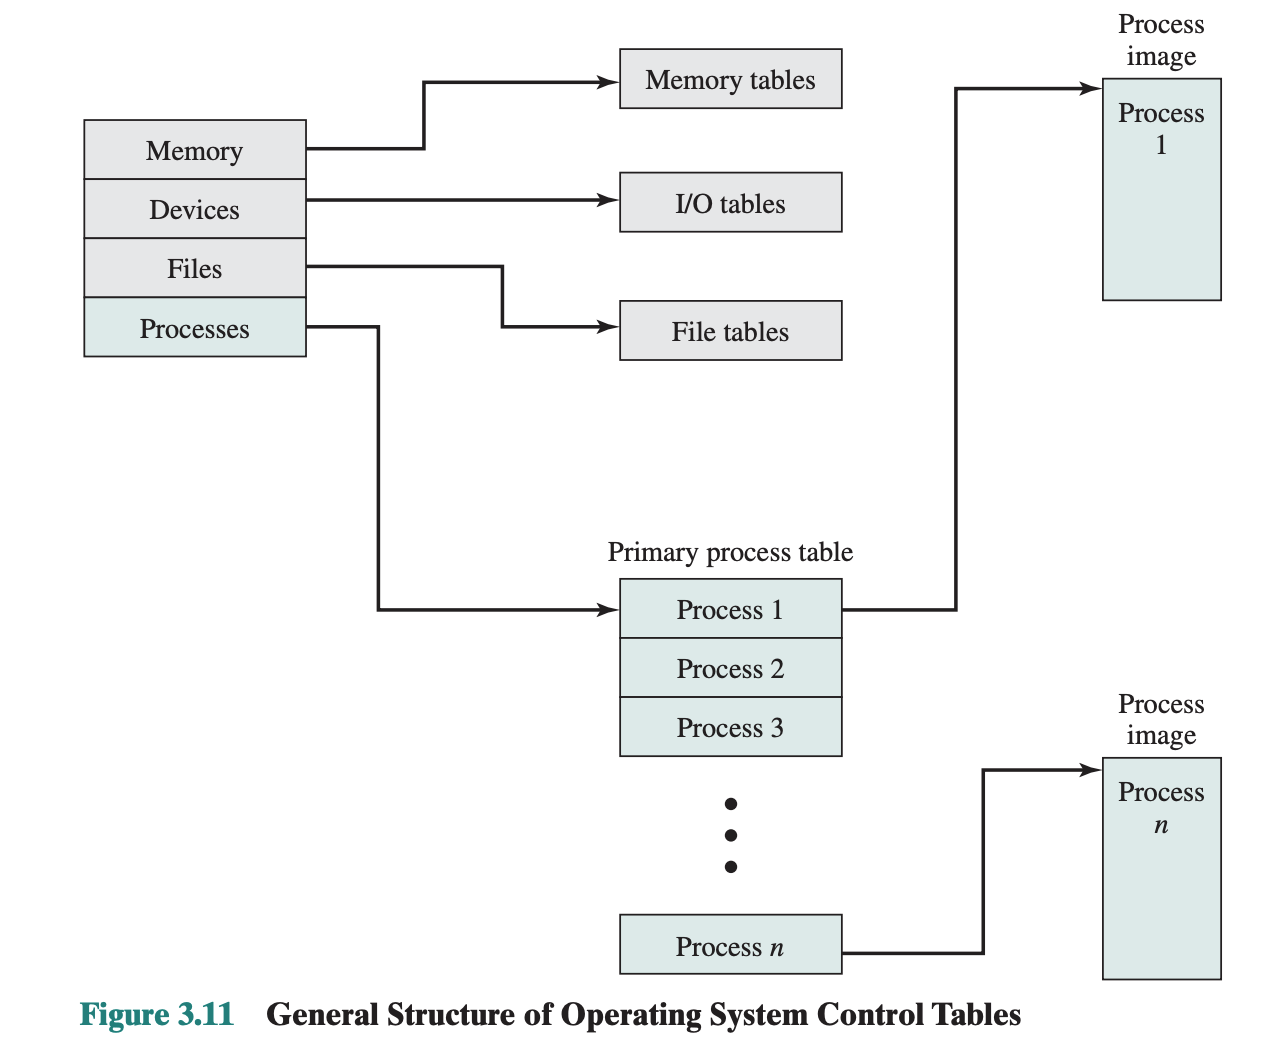 Memory
Devices
Files
Processes
Memory tables
I/O tables
File tables
Primary process table
Process 1
Process 2
Process 3
Process n
Process
image
Process
1
Process
image
Process
n
Figure 3.11 General Structure of Operating System Control Tables